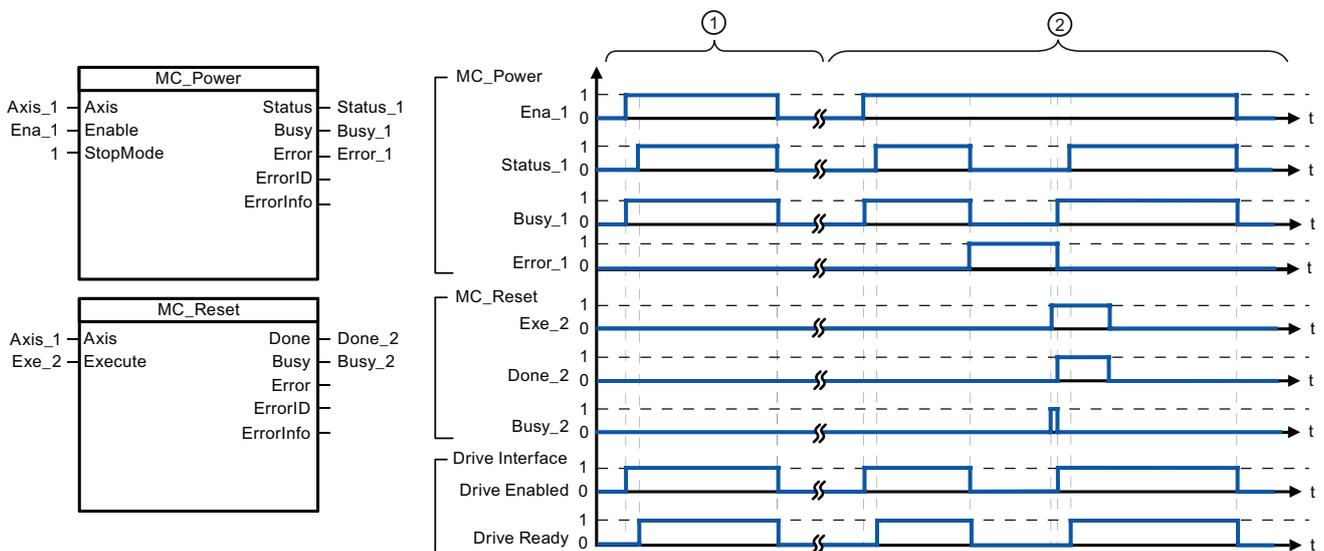 ① ②
MC_Power
Axis_1 Axis Status Status_1
Ena_1 Enable Busy Busy_1
1 StopMode Error Error_1
ErrorID
ErrorInfo
MC_Reset
Axis_1 Axis Done Done_2
Exe_2 Execute Busy Busy_2
Error
ErrorID
ErrorInfo
MC_Power
1
Ena_1 0 t
1
Status_1 0 t
1
Busy_1 0 t
1
Error_1 0 t
MC_Reset
1
Exe_2 0 t
1
Done_2 0 t
1
Busy_2 0 t
Drive Interface
1
Drive Enabled 0 t
1
Drive Ready 0 t